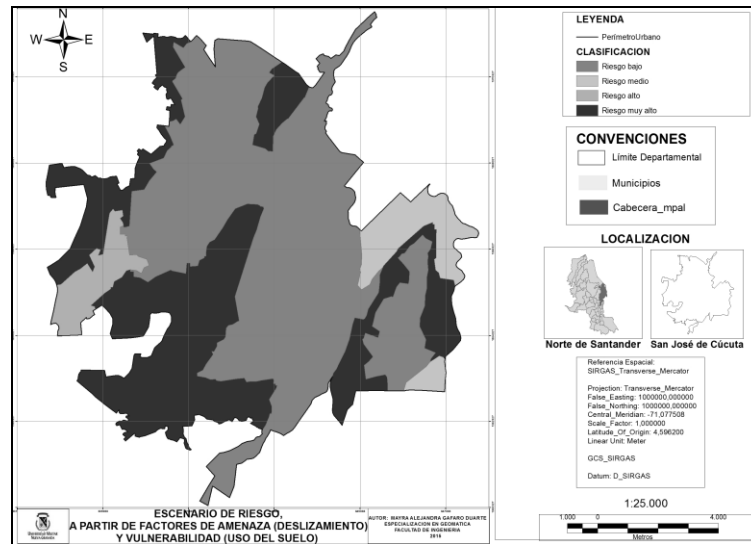 N
W E
S
LEYENDA
PerímetroUrbano
CLASIFICACION
Riesgo bajo
Riesgo medio
Riesgo alto
Riesgo muy alto
CONVENCIONES
Límite Departamental
Municipios
Cabecera_mpal
LOCALIZACION
Norte de Santander
San José de Cúcuta
Referencia Espacial:
SIRGAS_Transverse_Mercator
Projection: Transverse_Mercator
False_Easting: 1000000,000000
False_Northing: 1000000,000000
Central_Meridian: -71,077508
Scale_Factor: 1,000000
Latitude_Of_Origin: 4,596200
Linear Unit: Meter
GCS_SIRGAS
Datum: D_SIRGAS
1:25.000
1.000 0 4.000
Metros
ESCENARIO DE RIESGO,
A PARTIR DE FACTORES DE AMENAZA (DESLIZAMIENTO)
Y VULNERABILIDAD (USO DEL SUELO)
AUTOR: MAYRA ALEJANDRA GAFARO DUARTE
ESPECIALIZACION EN GEOMATICA
FACULTAD DE INGENIERIA
2016